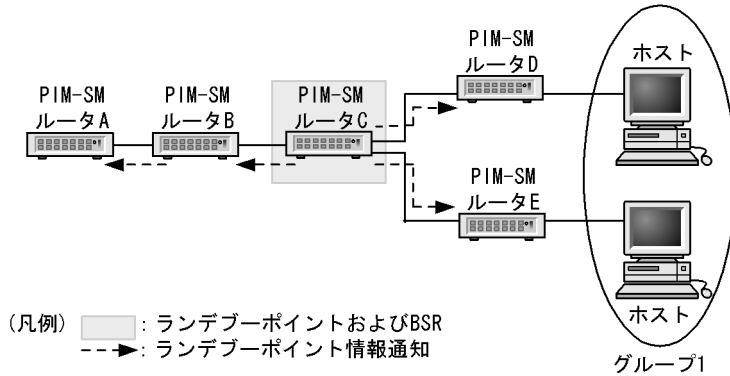 PIM-SM
ルータD
ホスト
PIM-SM
ルータA
PIM-SM
ルータB
PIM-SM
ルータC
PIM-SM
ルータE
ホスト
(凡例)
：ランデブーポイントおよびBSR
：ランデブーポイント情報通知
グループ1